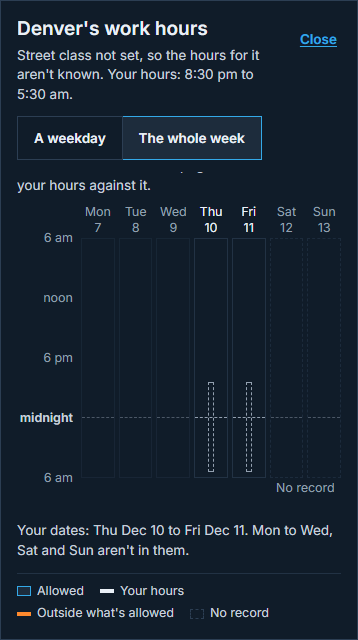 Denver's work hours
Close
Street class not set, so the hours for it
aren't known. Your hours: 8:30 pm to
5:30 am.
A weekday
The whole week
your hours against it.
Mon Tue Wed Thu Fri Sat Sun
7 8 9 10 11 12 13
6 am
noon
6 pm
midnight
6 am
No record
Your dates: Thu Dec 10 to Fri Dec 11. Mon to Wed,
Sat and Sun aren't in them.
Allowed
Your hours
Outside what's allowed
No record